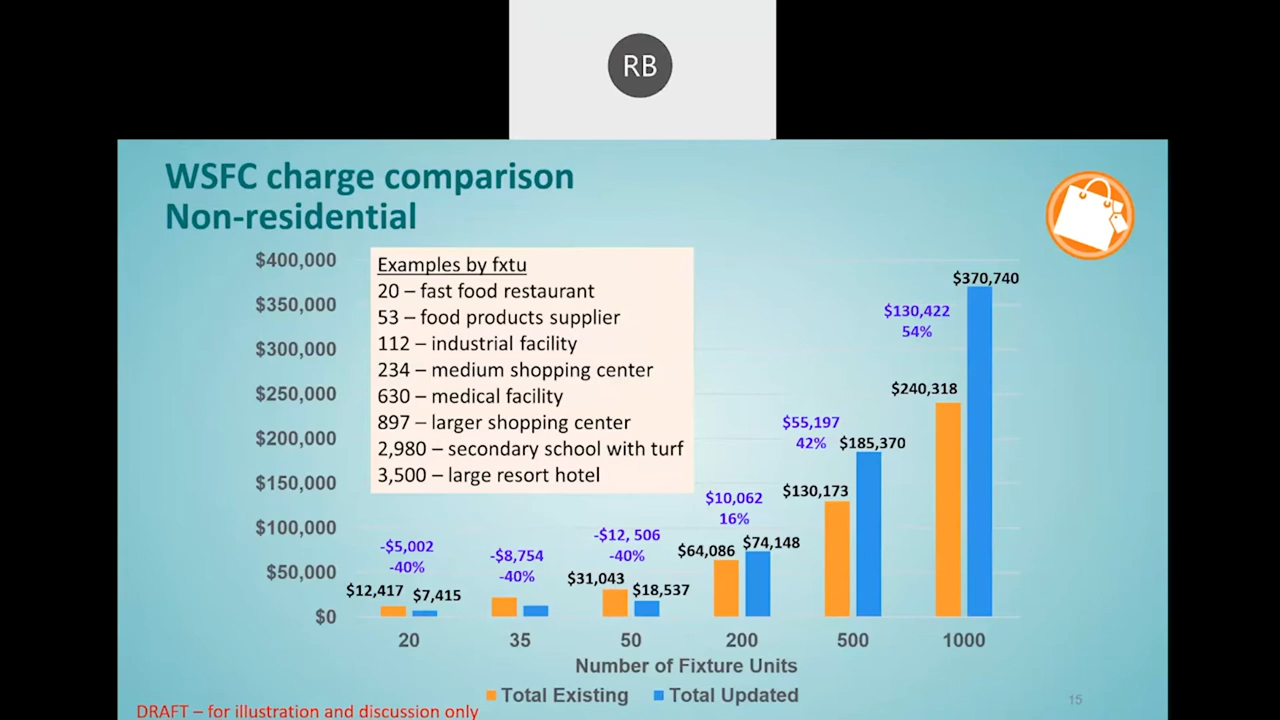 RB
WSFC charge comparison
Non-residential
$400,000
$350,000
$300,000
$250,000
$200,000
$150,000
$100,000
$50,000
$0
Examples by fxtu
20 – fast food restaurant
53 – food products supplier
112 – industrial facility
234 – medium shopping center
630 – medical facility
897 – larger shopping center
2,980 – secondary school with turf
3,500 – large resort hotel
-$5,002
-40%
$12,417
$7,415
-$8,754
-40%
-$12, 506
-40%
$31,043
$18,537
$10,062
16%
$64,086
$74,148
$55,197
42%
$130,173
$185,370
$130,422
54%
$240,318
$370,740
20 35 50 200 500 1000
Number of Fixture Units
Total Existing Total Updated
15
DRAFT – for illustration and discussion only